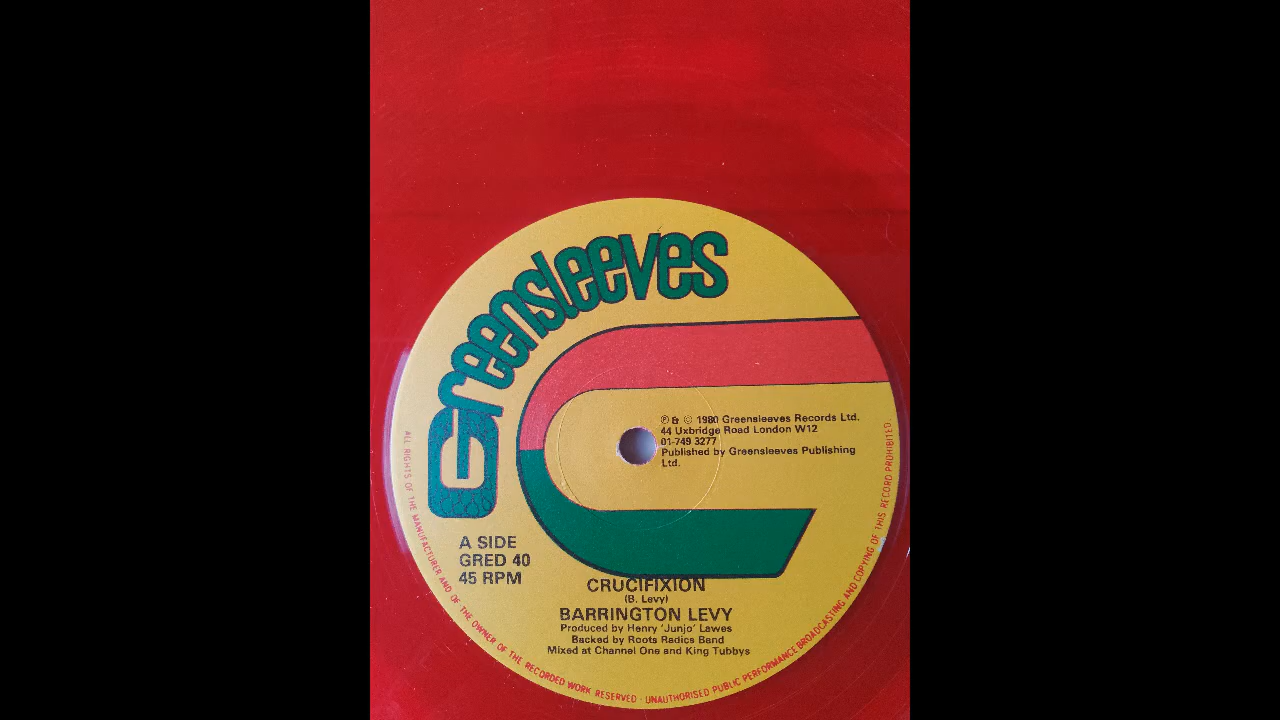 Greensleeves
℗ & © 1980 Greensleeves Records Ltd.
44 Uxbridge Road London W12
01-749 3277
Published by Greensleeves Publishing
Ltd.
A SIDE
GRED 40
45 RPM
CRUCIFIXION
(B. Levy)
BARRINGTON LEVY
Produced by Henry 'Junjo' Lawes
Backed by Roots Radics Band
Mixed at Channel One and King Tubbys
ALL RIGHTS OF THE MANUFACTURER AND OF THE OWNER OF THE RECORDED WORK RESERVED - UNAUTHORISED PUBLIC PERFORMANCE BROADCASTING AND COPYING OF THIS RECORD PROHIBITED.